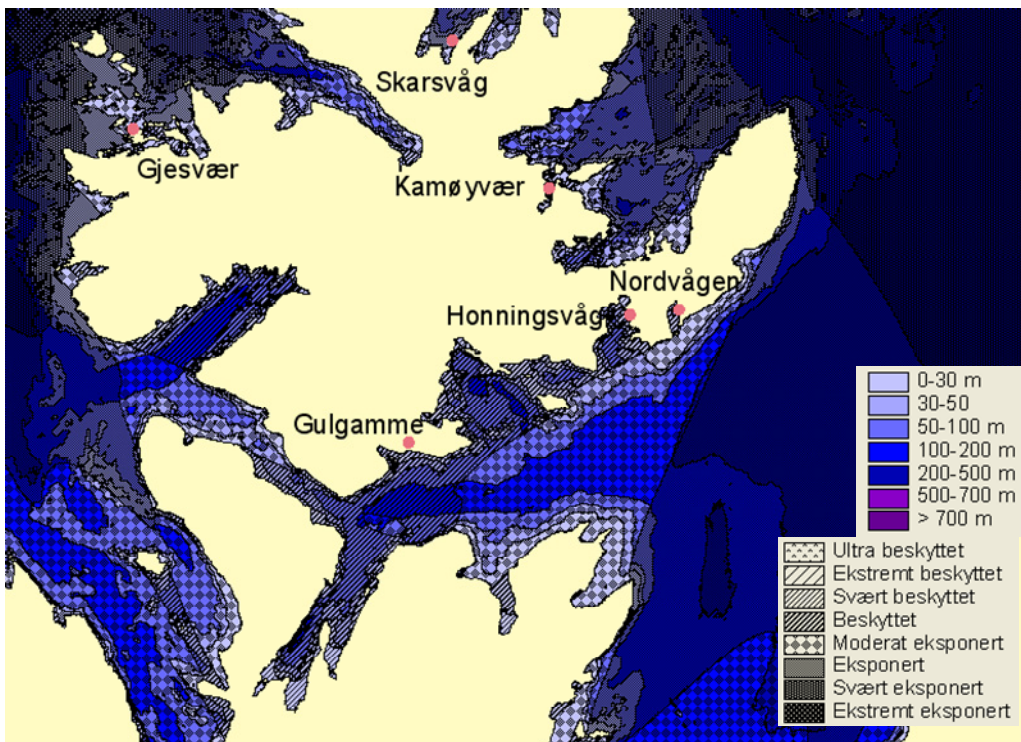 Skarsvåg
Gjesvær
Kamøyvær
Nordvågen
Honningsvåg
Gulgamme
0-30 m
30-50
50-100 m
100-200 m
200-500 m
500-700 m
> 700 m
Ultra beskyttet
Ekstremt beskyttet
Svært beskyttet
Beskyttet
Moderat eksponert
Eksponert
Svært eksponert
Ekstremt eksponert